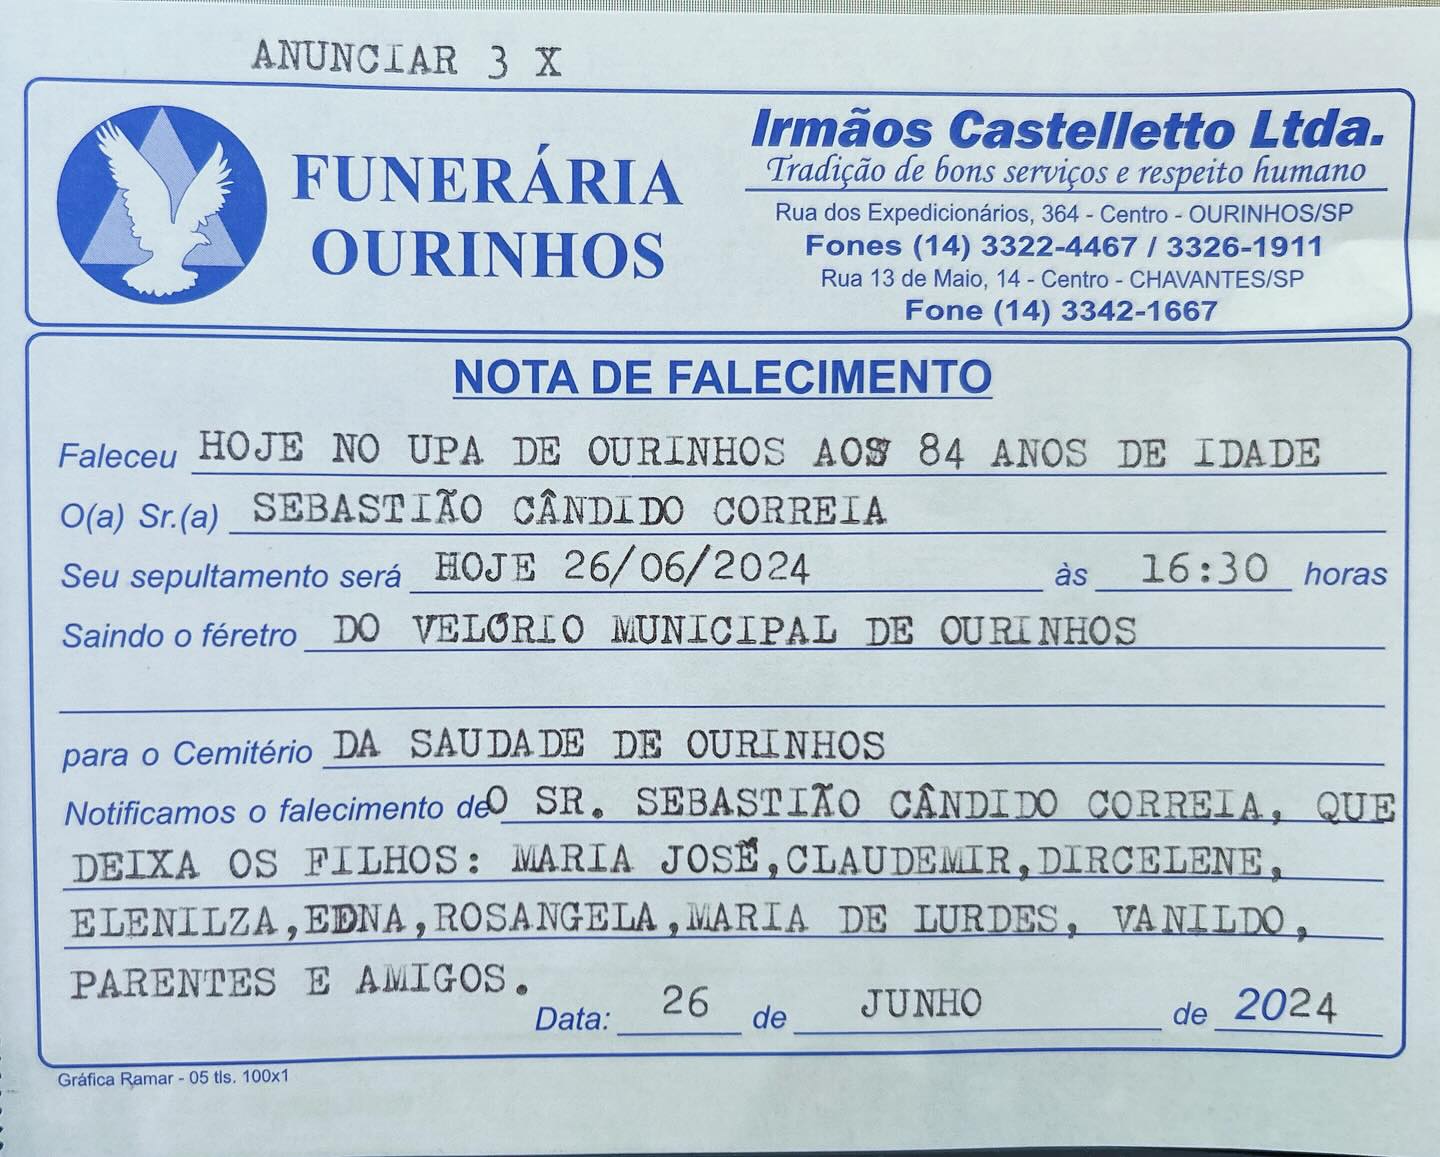 ANUNCIAR 3 X
FUNERÁRIA
OURINHOS
Irmãos Castelletto Ltda.
Tradição de bons serviços e respeito humano
Rua dos Expedicionários, 364 - Centro - OURINHOS/SP
Fones (14) 3322-4467 / 3326-1911
Rua 13 de Maio, 14 - Centro - CHAVANTES/SP
Fone (14) 3342-1667
NOTA DE FALECIMENTO
Faleceu HOJE NO UPA DE OURINHOS AOS 84 ANOS DE IDADE
O(a) Sr.(a) SEBASTIÃO CÂNDIDO CORREIA
Seu sepultamento será HOJE 26/06/2024 às 16:30 horas
Saindo o féretro DO VELÓRIO MUNICIPAL DE OURINHOS
para o Cemitério DA SAUDADE DE OURINHOS
Notificamos o falecimento de O SR. SEBASTIÃO CÂNDIDO CORREIA, QUE
DEIXA OS FILHOS: MARIA JOSÉ,CLAUDEMIR,DIRCELENE,
ELENILZA,EDNA,ROSANGELA,MARIA DE LURDES, VANILDO,
PARENTES E AMIGOS.
Data: 26 de JUNHO de 2024
Gráfica Ramar - 05 tls. 100x1